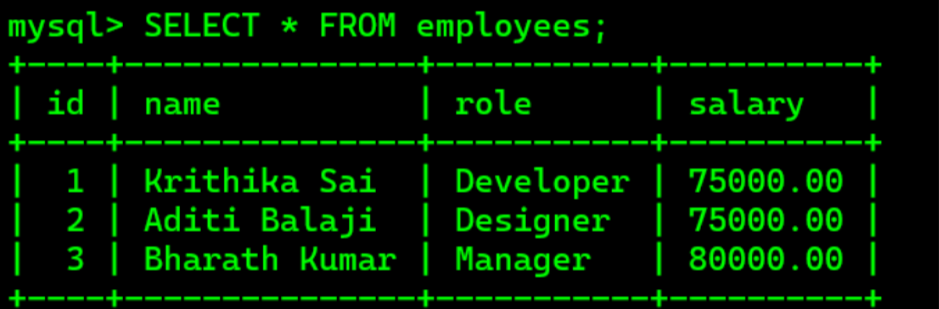 mysql> SELECT * FROM employees;
+----+---------------+-----------+----------+
| id | name          | role      | salary   |
+----+---------------+-----------+----------+
|  1 | Krithika Sai  | Developer | 75000.00 |
|  2 | Aditi Balaji  | Designer  | 75000.00 |
|  3 | Bharath Kumar | Manager   | 80000.00 |
+----+---------------+-----------+----------+